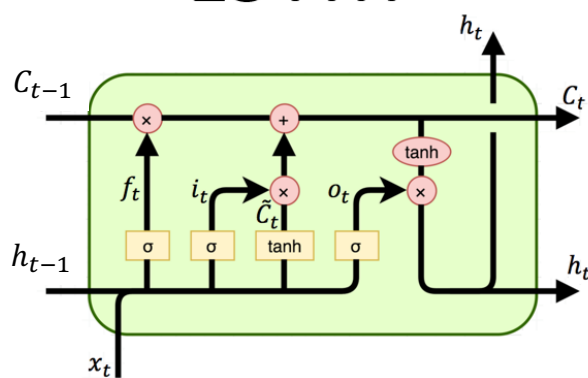 h_t
C_{t-1}
C_t
×
+
tanh
f_t
i_t
×
o_t
×
C̃_t
σ
σ
tanh
σ
h_{t-1}
h_t
x_t